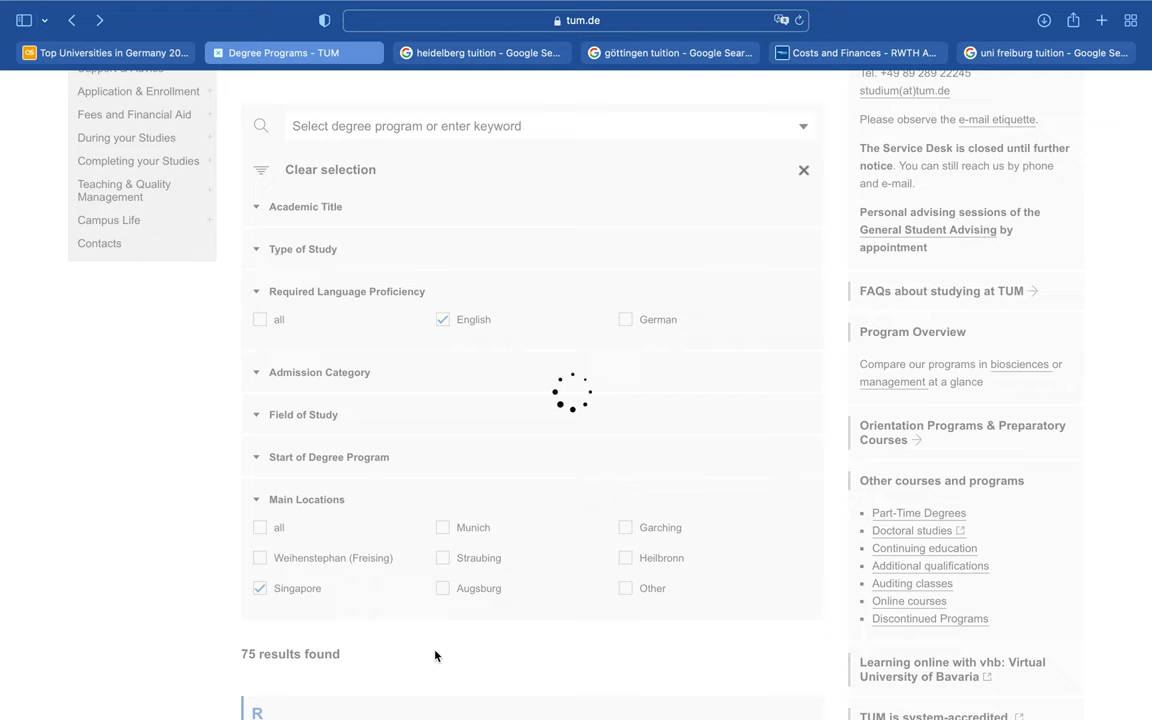 tum.de
Top Universities in Germany 20...
Degree Programs - TUM
heidelberg tuition - Google Se...
göttingen tuition - Google Sear...
Costs and Finances - RWTH A...
uni freiburg tuition - Google Se...
Support & Advice
Application & Enrollment
Fees and Financial Aid
During your Studies
Completing your Studies
Teaching & Quality
Management
Campus Life
Contacts
Select degree program or enter keyword
Clear selection
Academic Title
Type of Study
Required Language Proficiency
all English German
Admission Category
Field of Study
Start of Degree Program
Main Locations
all Munich Garching
Weihenstephan (Freising) Straubing Heilbronn
Singapore Augsburg Other
75 results found
R
Tel. +49 89 289 22245
studium(at)tum.de
Please observe the e-mail etiquette.
The Service Desk is closed until further
notice. You can still reach us by phone
and e-mail.
Personal advising sessions of the
General Student Advising by
appointment
FAQs about studying at TUM
Program Overview
Compare our programs in biosciences or
management at a glance
Orientation Programs & Preparatory
Courses
Other courses and programs
Part-Time Degrees
Doctoral studies
Continuing education
Additional qualifications
Auditing classes
Online courses
Discontinued Programs
Learning online with vhb: Virtual
University of Bavaria
TUM is system-accredited